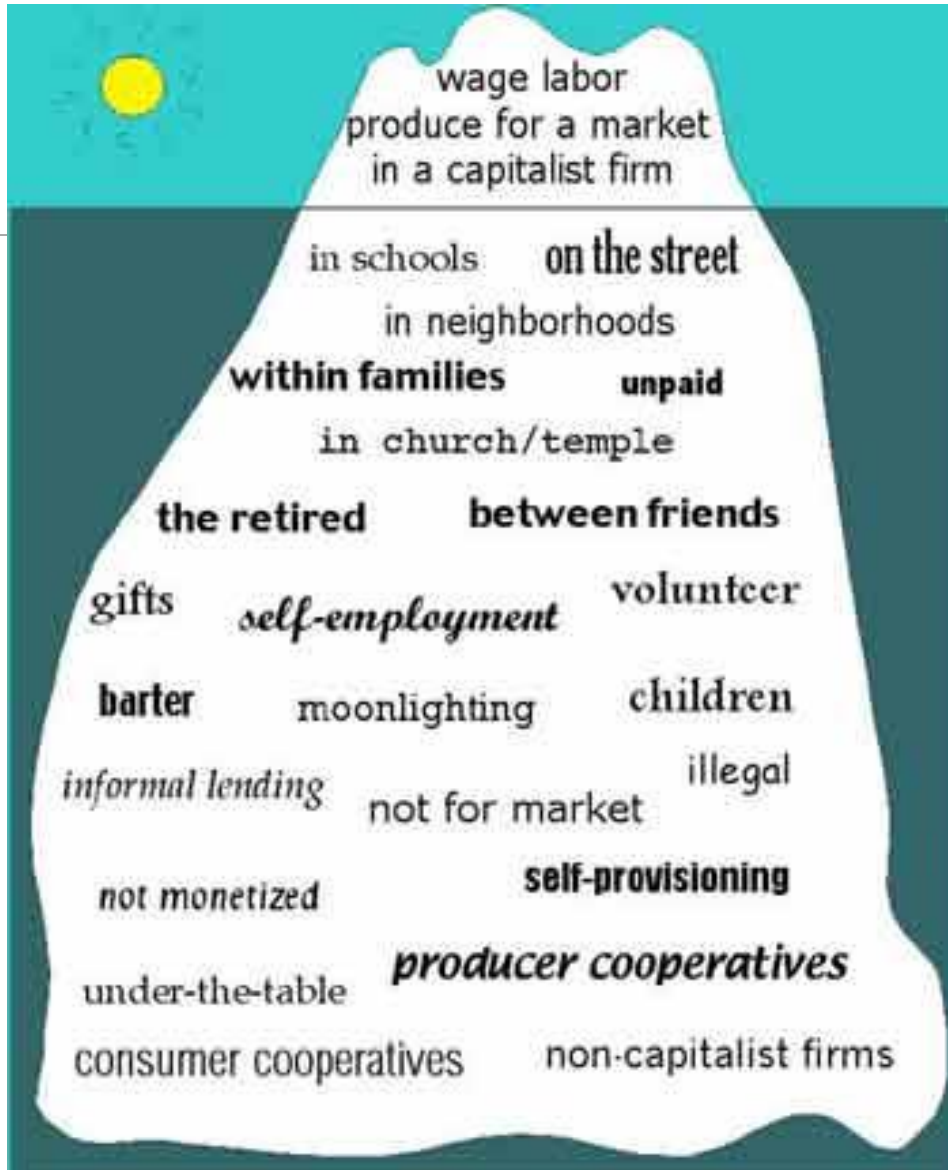 wage labor
produce for a market
in a capitalist firm
in schools
on the street
in neighborhoods
within families
unpaid
in church/temple
the retired
between friends
gifts
self-employment
volunteer
barter
moonlighting
children
informal lending
illegal
not for market
not monetized
self-provisioning
under-the-table
producer cooperatives
consumer cooperatives
non-capitalist firms